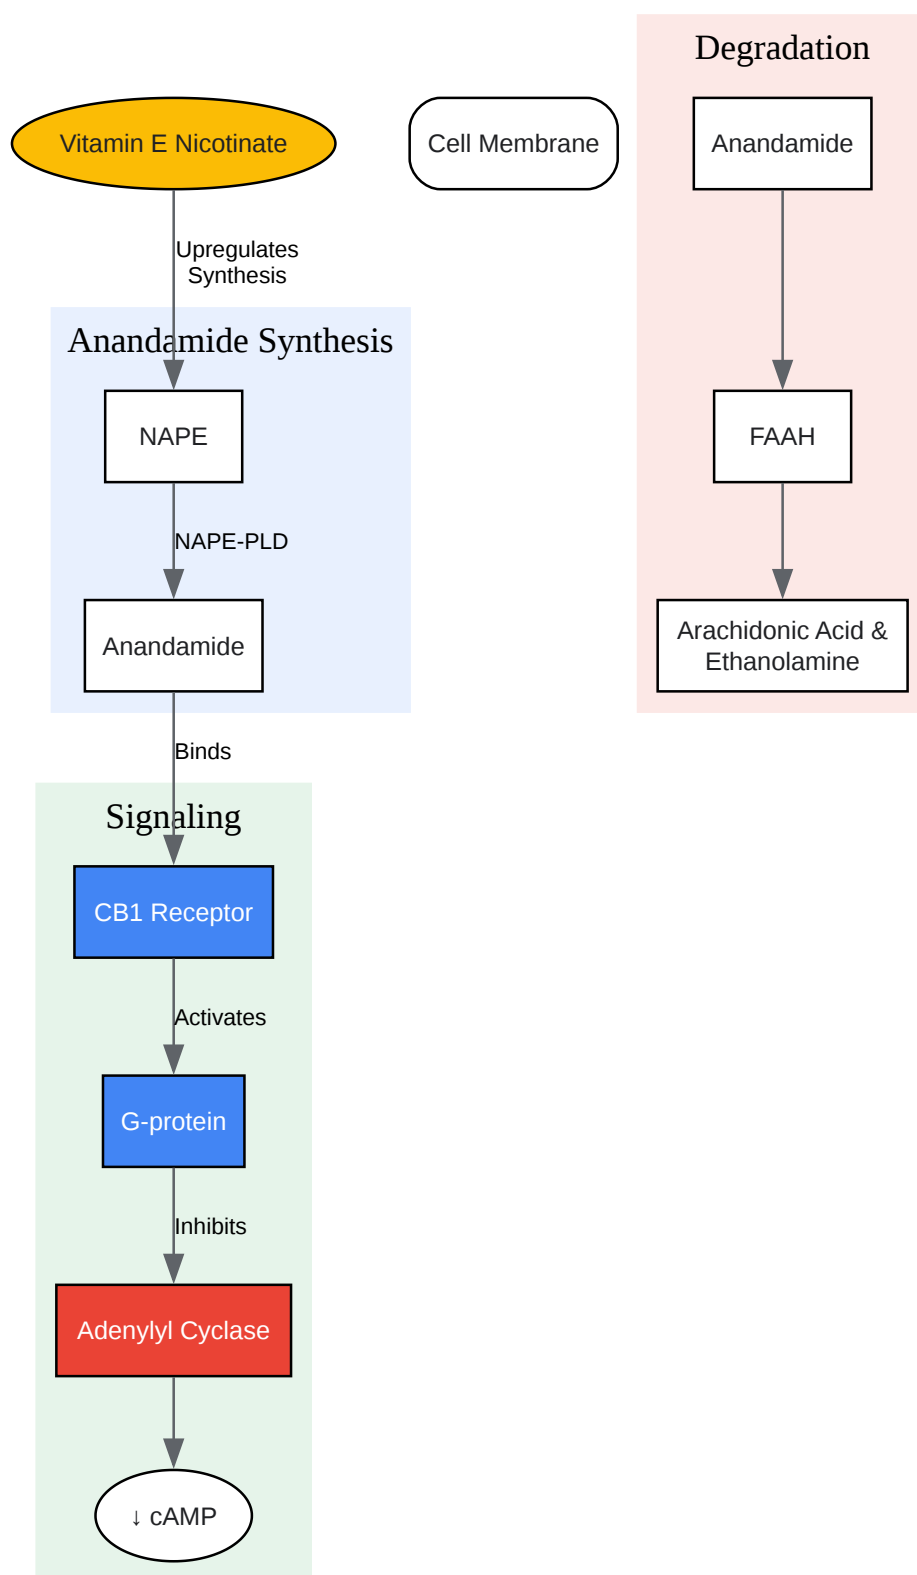 Degradation
Vitamin E Nicotinate
Cell Membrane
Anandamide
Upregulates
Synthesis
Anandamide Synthesis
NAPE
FAAH
NAPE-PLD
Anandamide
Arachidonic Acid &
Ethanolamine
Binds
Signaling
CB1 Receptor
Activates
G-protein
Inhibits
Adenylyl Cyclase
↓ cAMP